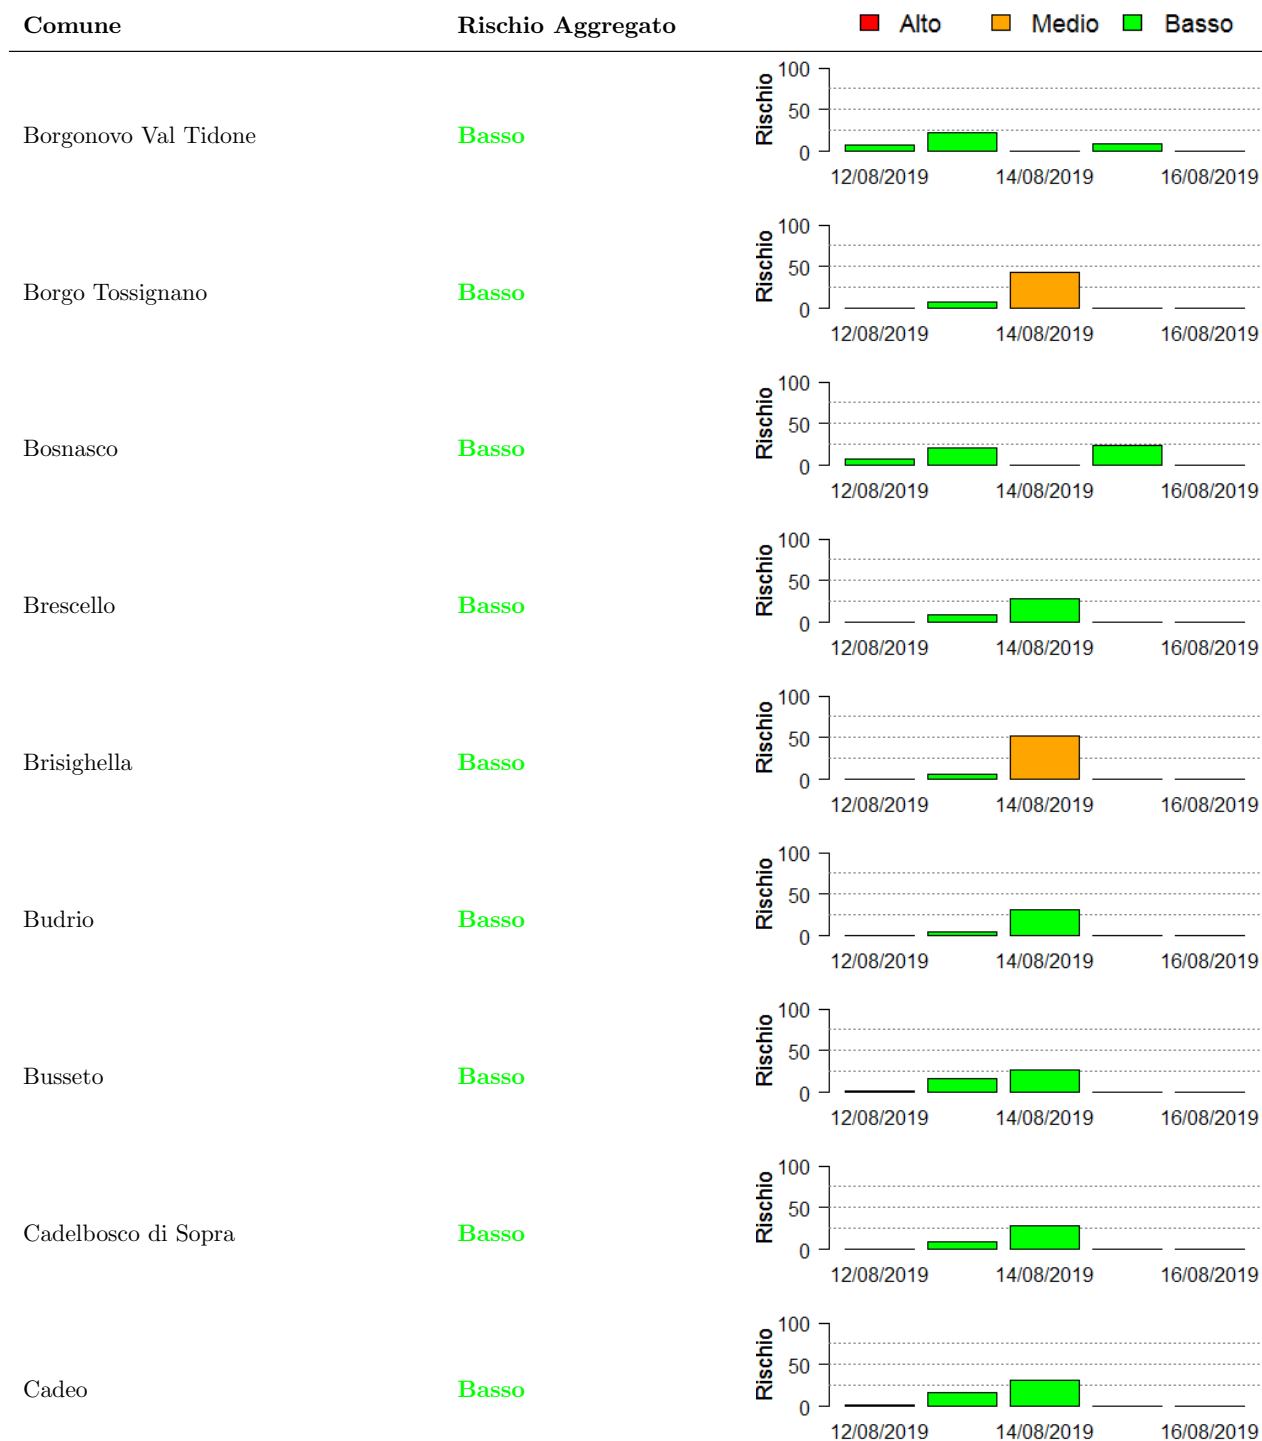 Comune Rischio Aggregato Alto Medio Basso
100
50
0
Rischio
Borgonovo Val Tidone Basso
12/08/2019 14/08/2019 16/08/2019
100
50
0
Rischio
Borgo Tossignano Basso
12/08/2019 14/08/2019 16/08/2019
100
50
0
Rischio
Bosnasco Basso
12/08/2019 14/08/2019 16/08/2019
100
50
0
Rischio
Brescello Basso
12/08/2019 14/08/2019 16/08/2019
100
50
0
Rischio
Brisighella Basso
12/08/2019 14/08/2019 16/08/2019
100
50
0
Rischio
Budrio Basso
12/08/2019 14/08/2019 16/08/2019
100
50
0
Rischio
Busseto Basso
12/08/2019 14/08/2019 16/08/2019
100
50
0
Rischio
Cadelbosco di Sopra Basso
12/08/2019 14/08/2019 16/08/2019
100
50
0
Rischio
Cadeo Basso
12/08/2019 14/08/2019 16/08/2019